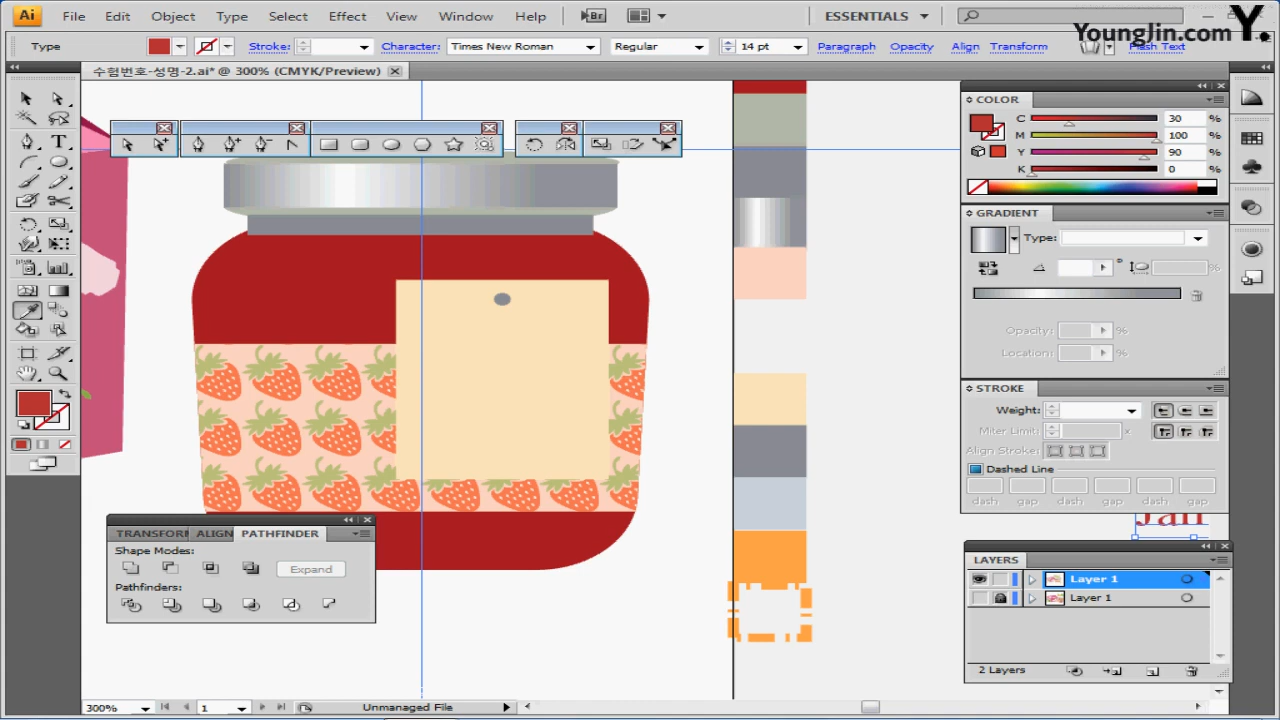 Ai File Edit Object Type Select Effect View Window Help Br ESSENTIALS
YoungJin.com Y.
Type Stroke: Character: Times New Roman Regular 14 pt Paragraph Opacity Align Transform Flash Text
수험번호-성명-2.ai* @ 300% (CMYK/Preview)
COLOR
C 30 %
M 100 %
Y 90 %
K 0 %
GRADIENT
Type:
°
%
Opacity: %
Location: %
STROKE
Weight:
Miter Limit: x
Align Stroke:
Dashed Line
dash gap dash gap dash gap
Jam
TRANSFORM ALIGN PATHFINDER
Shape Modes:
Expand
Pathfinders:
LAYERS
Layer 1
Layer 1
2 Layers
300% 1 Unmanaged File